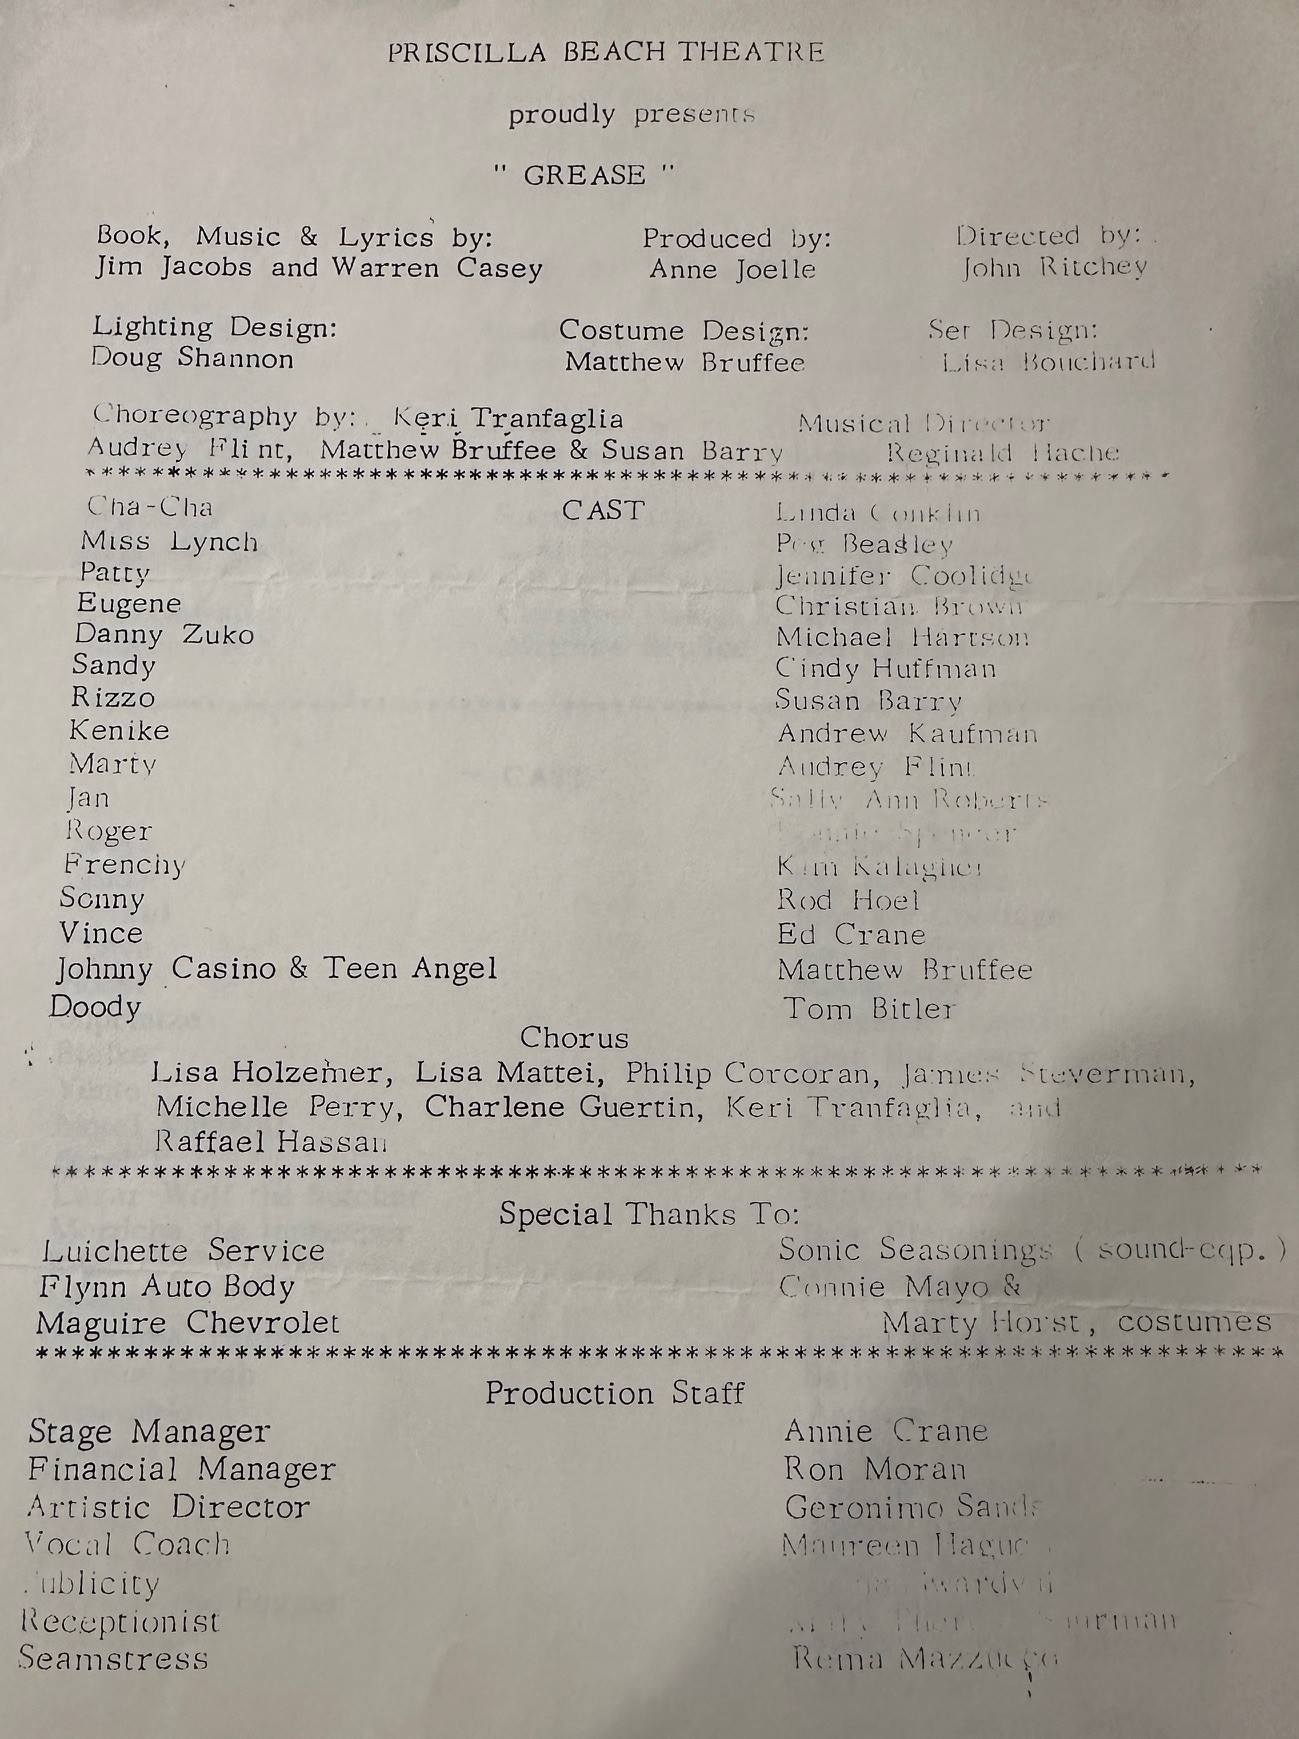 PRISCILLA BEACH THEATRE
proudly presents
" GREASE "
Book, Music & Lyrics by: Produced by: Directed by:
Jim Jacobs and Warren Casey Anne Joelle John Ritchey
Lighting Design: Costume Design: Set Design:
Doug Shannon Matthew Bruffee Lisa Bouchard
Choreography by: Keri Tranfaglia Musical Director
Audrey Flint, Matthew Bruffee & Susan Barry Reginald Hache
********************************************************
Cha-Cha CAST Linda Conklin
Miss Lynch Peg Beasley
Patty Jennifer Coolidge
Eugene Christian Brown
Danny Zuko Michael Hartson
Sandy Cindy Huffman
Rizzo Susan Barry
Kenike Andrew Kaufman
Marty Audrey Flint
Jan Sally Ann Roberts
Roger Spencer
Frenchy Kim
Sonny Rod Hoel
Vince Ed Crane
Johnny Casino & Teen Angel Matthew Bruffee
Doody Tom Bitler
Chorus
Lisa Holzemer, Lisa Mattei, Philip Corcoran, James Steverman,
Michelle Perry, Charlene Guertin, Keri Tranfaglia, and
Raffael Hassan
********************************************************
Special Thanks To:
Luichette Service Sonic Seasonings ( sound-eqp. )
Flynn Auto Body Connie Mayo &
Maguire Chevrolet Marty Horst, costumes
********************************************************
Production Staff
Stage Manager Annie Crane
Financial Manager Ron Moran
Artistic Director Geronimo Sands
Vocal Coach Maureen Hague
Publicity
Receptionist
Seamstress Rema